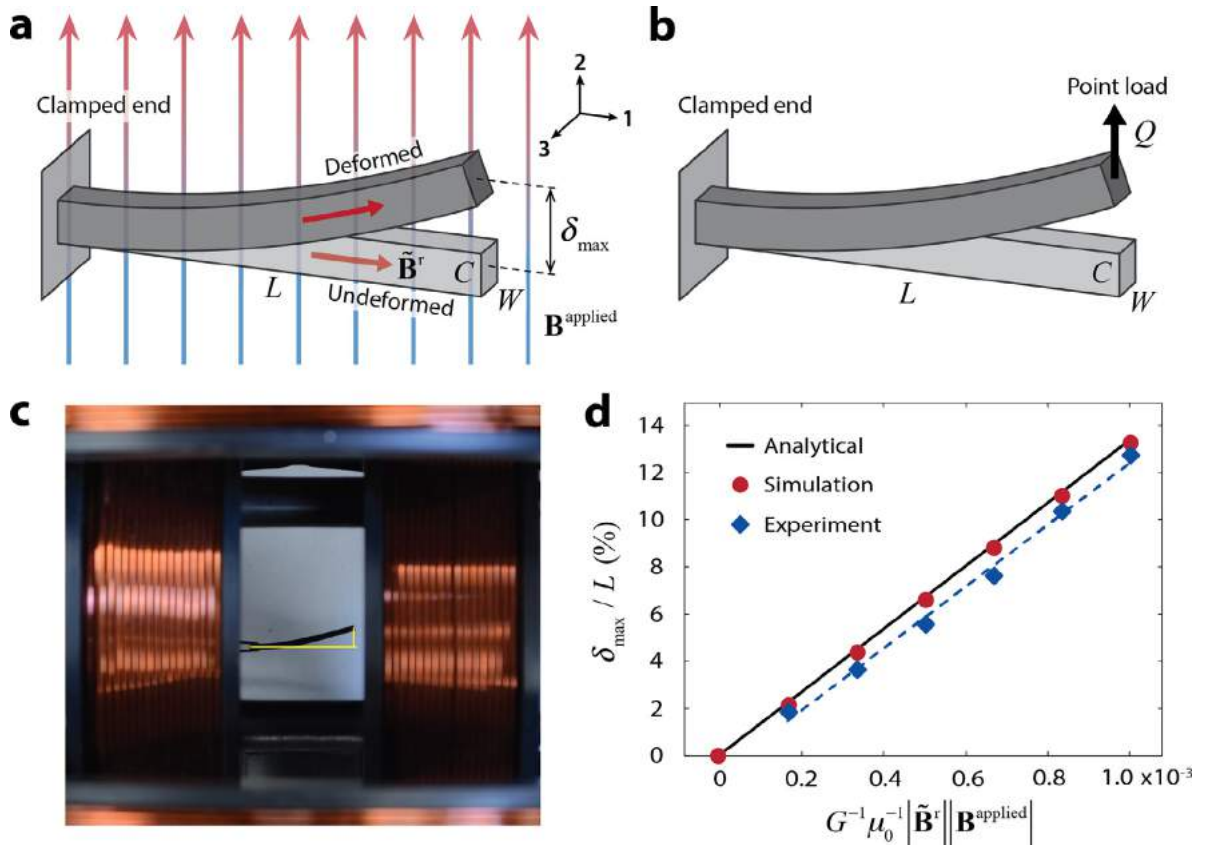 a
b
2
1
3
Clamped end
Deformed
δmax
B̃ʳ
L
Undeformed
C
W
Bᵃᵖᵖˡⁱᵉᵈ
Clamped end
Point load
Q
L
C
W
c
d
14
12
10
8
6
4
2
0
δmax / L (%)
Analytical
Simulation
Experiment
0 0.2 0.4 0.6 0.8 1.0 x10⁻³
G⁻¹μ₀⁻¹|B̃ʳ||Bᵃᵖᵖˡⁱᵉᵈ|